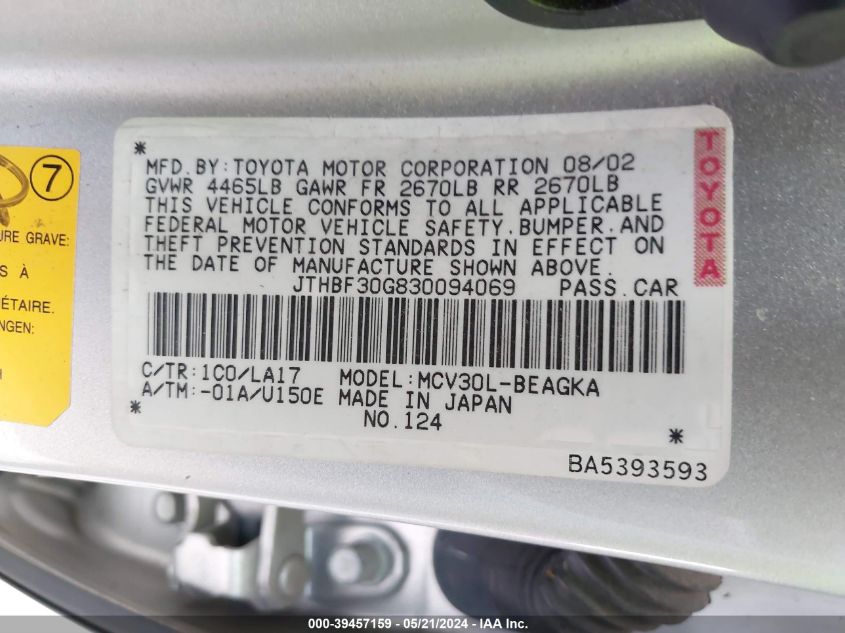 *
MFD. BY: TOYOTA MOTOR CORPORATION 08/02
GVWR 4465LB GAWR FR 2670LB RR 2670LB
THIS VEHICLE CONFORMS TO ALL APPLICABLE
FEDERAL MOTOR VEHICLE SAFETY, BUMPER, AND
THEFT PREVENTION STANDARDS IN EFFECT ON
THE DATE OF MANUFACTURE SHOWN ABOVE.
JTHBF30G830094069 PASS. CAR
C/TR: 1C0/LA17 MODEL: MCV30L-BEAGKA
A/TM: -01A/U150E MADE IN JAPAN
* NO. 124 *
BA5393593
TOYOTA
7
URE GRAVE:
S À
ÉTAIRE.
NGEN:
000-39457159 - 05/21/2024 - IAA Inc.